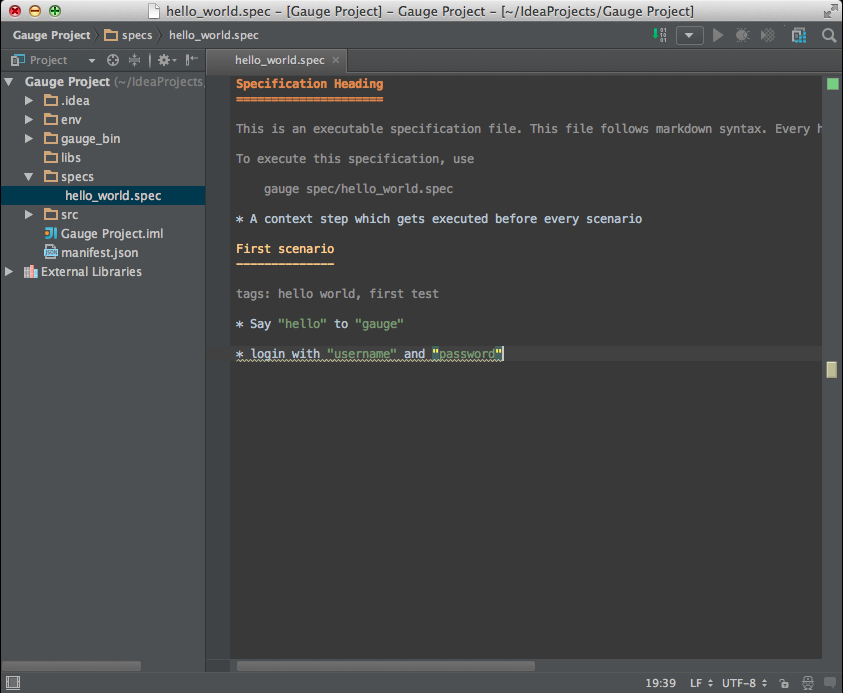 hello_world.spec – [Gauge Project] – Gauge Project – [~/IdeaProjects/Gauge Project]
Gauge Project specs hello_world.spec
Project
hello_world.spec
Gauge Project (~/IdeaProjects
.idea
env
gauge_bin
libs
specs
hello_world.spec
src
Gauge Project.iml
manifest.json
External Libraries
Specification Heading
=====================
This is an executable specification file. This file follows markdown syntax. Every h
To execute this specification, use
gauge spec/hello_world.spec
* A context step which gets executed before every scenario
First scenario
--------------
tags: hello world, first test
* Say "hello" to "gauge"
* login with "username" and "password"
19:39 LF UTF-8